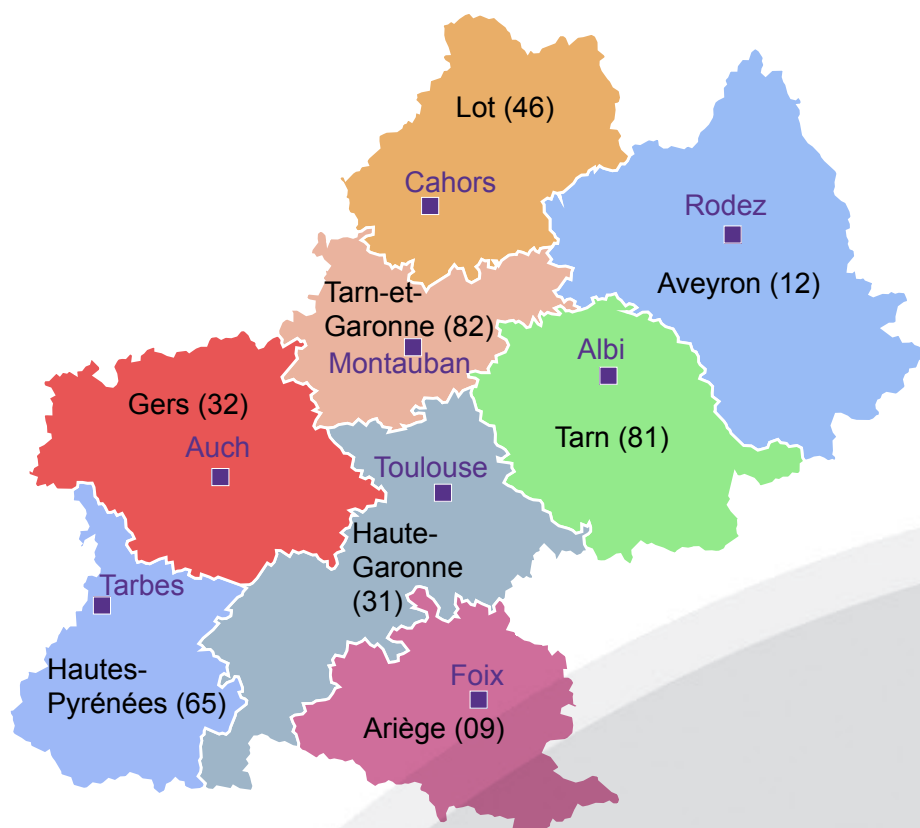 Lot (46)
Cahors
Rodez
Aveyron (12)
Tarn-et-
Garonne (82)
Montauban
Albi
Tarn (81)
Gers (32)
Auch
Toulouse
Haute-
Garonne
(31)
Tarbes
Hautes-
Pyrénées (65)
Foix
Ariège (09)